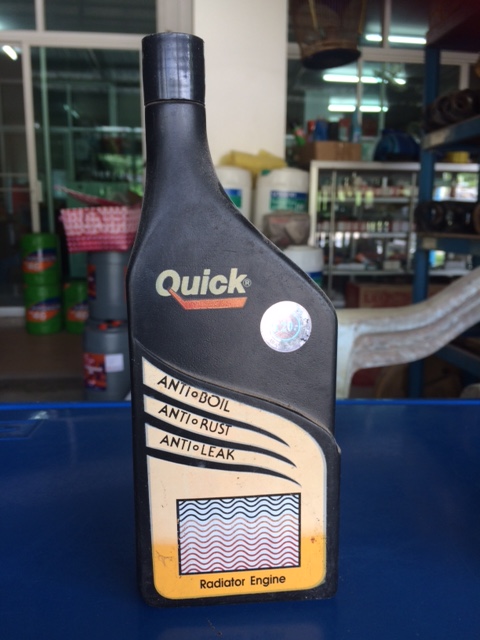 Quick®
ANTI BOIL
ANTI RUST
ANTI LEAK
Radiator Engine